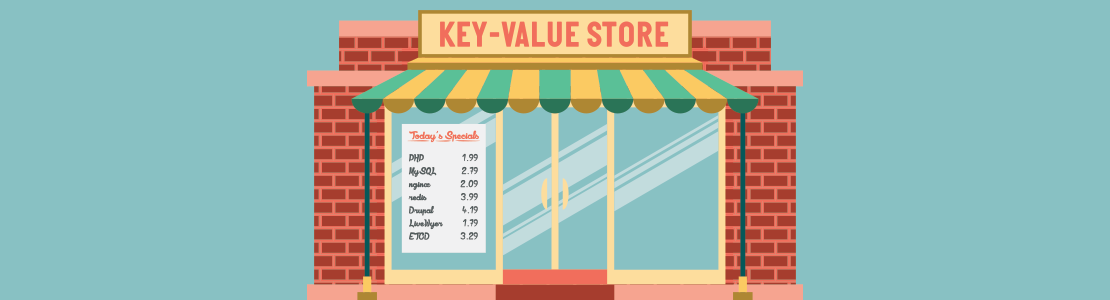 KEY-VALUE STORE
Today's Specials
PHP 1.99
MySQL 2.79
nginx 2.09
redis 3.99
Drupal 4.19
LiveWyer 1.79
ETCD 3.29